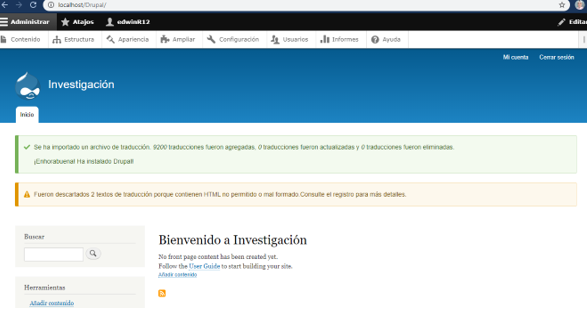 localhost/Drupal/
Administrar Atajos edwinR12 Editar
Contenido Estructura Apariencia Ampliar Configuración Usuarios Informes Ayuda
Mi cuenta Cerrar sesión
Investigación
Inicio
Se ha importado un archivo de traducción. 9200 traducciones fueron agregadas, 0 traducciones fueron actualizadas y 0 traducciones fueron eliminadas.
¡Enhorabuena! Ha instalado Drupal!
Fueron descartados 2 textos de traducción porque contienen HTML no permitido o mal formado Consulte el registro para más detalles.
Buscar
Herramientas
Añadir contenido
Bienvenido a Investigación
No front page content has been created yet.
Follow the User Guide to start building your site.
Añadir contenido